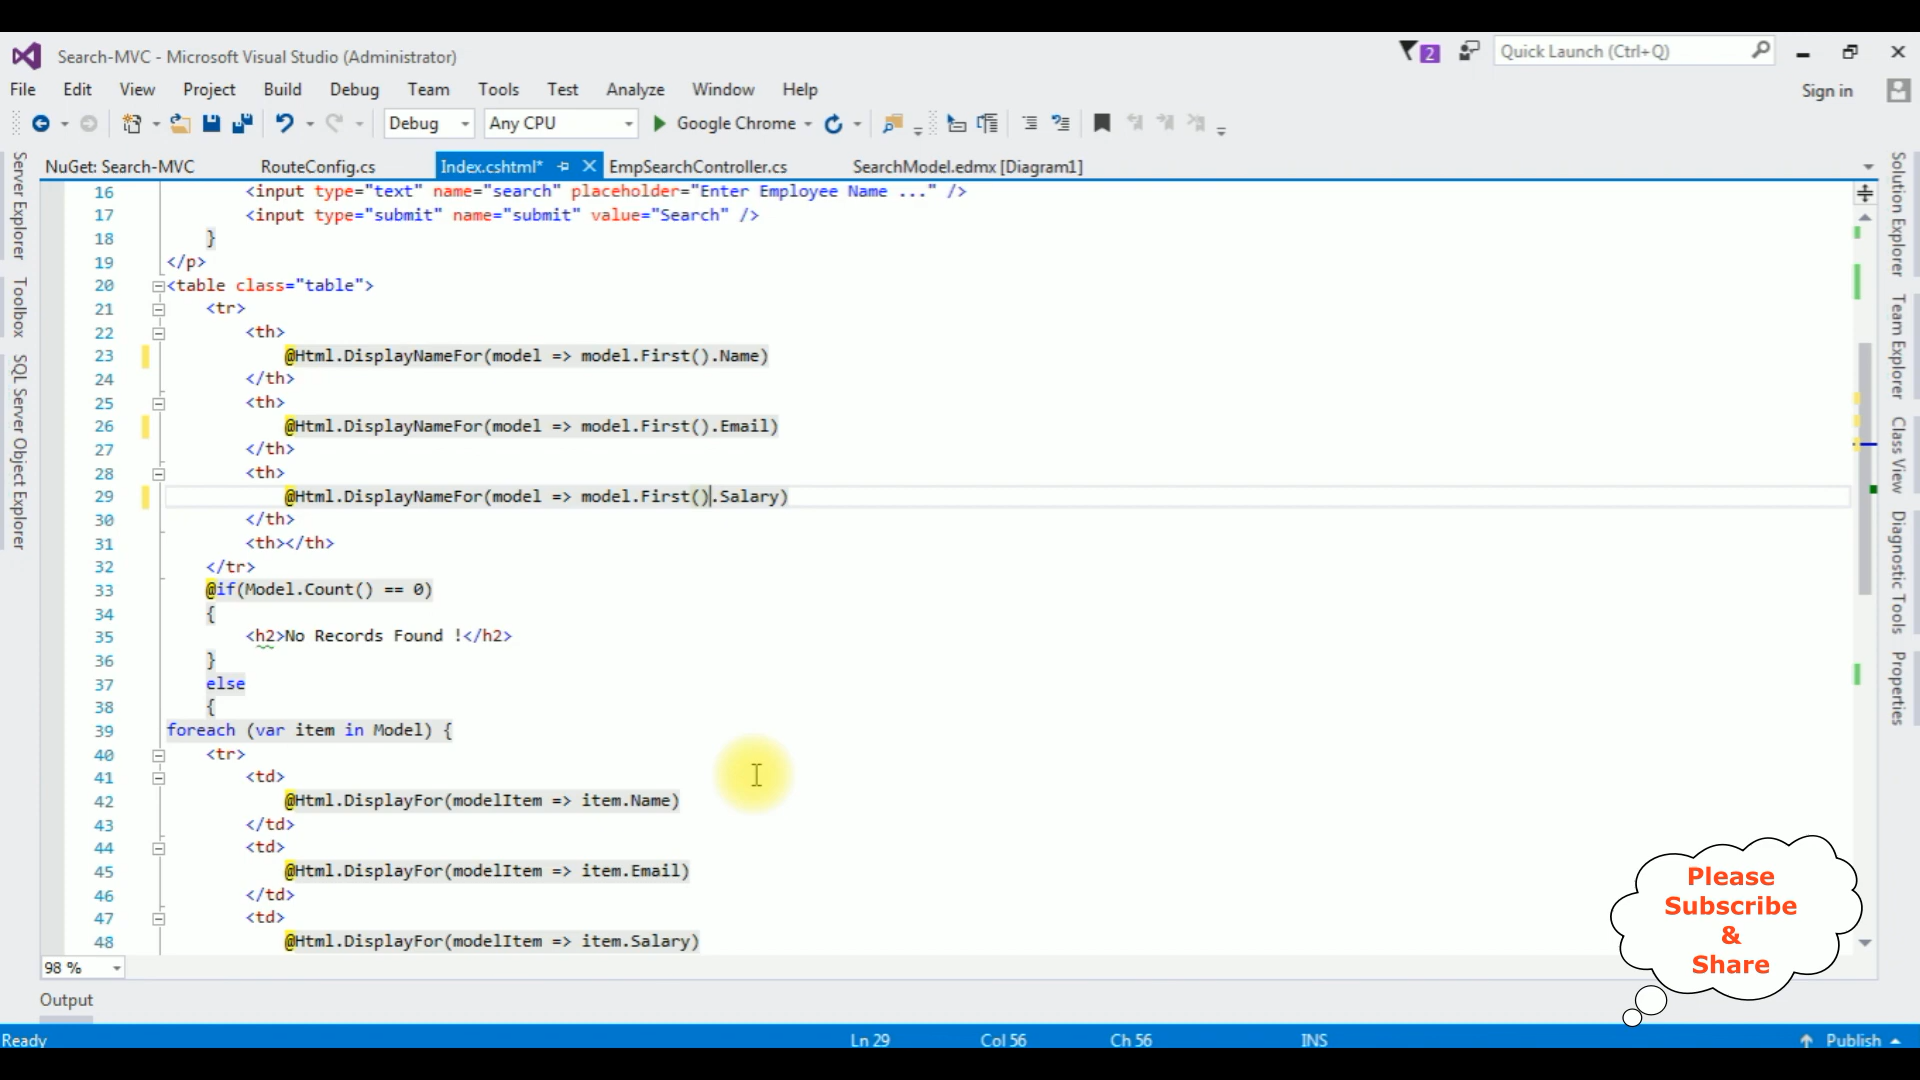 Search-MVC - Microsoft Visual Studio (Administrator)
2
Quick Launch (Ctrl+Q)
File Edit View Project Build Debug Team Tools Test Analyze Window Help
Sign in
Debug Any CPU Google Chrome
NuGet: Search-MVC RouteConfig.cs Index.cshtml* EmpSearchController.cs SearchModel.edmx [Diagram1]
Server Explorer
Toolbox
SQL Server Object Explorer
16 <input type="text" name="search" placeholder="Enter Employee Name ..." />
17 <input type="submit" name="submit" value="Search" />
18 }
19 </p>
20 <table class="table">
21 <tr>
22 <th>
23 @Html.DisplayNameFor(model => model.First().Name)
24 </th>
25 <th>
26 @Html.DisplayNameFor(model => model.First().Email)
27 </th>
28 <th>
29 @Html.DisplayNameFor(model => model.First().Salary)
30 </th>
31 <th></th>
32 </tr>
33 @if(Model.Count() == 0)
34 {
35 <h2>No Records Found !</h2>
36 }
37 else
38 {
39 foreach (var item in Model) {
40 <tr>
41 <td>
42 @Html.DisplayFor(modelItem => item.Name)
43 </td>
44 <td>
45 @Html.DisplayFor(modelItem => item.Email)
46 </td>
47 <td>
48 @Html.DisplayFor(modelItem => item.Salary)
Solution Explorer
Team Explorer
Class View
Diagnostic Tools
Properties
Please
Subscribe
&
Share
98 %
Output
Ready Ln 29 Col 56 Ch 56 INS Publish